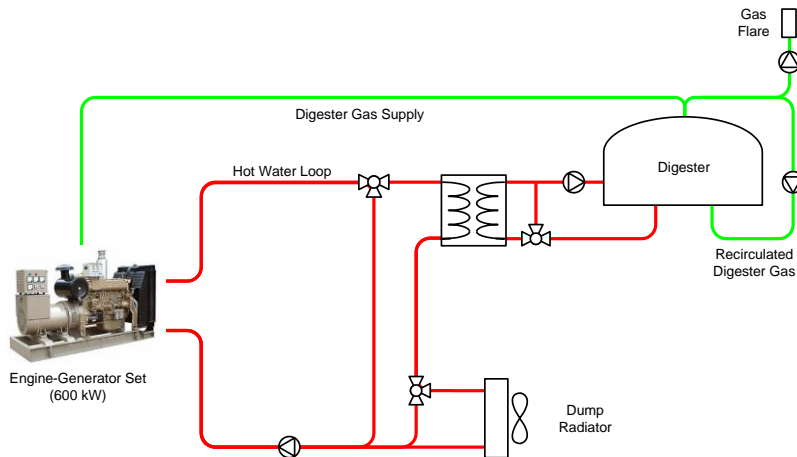 Gas
Flare
Digester Gas Supply
Hot Water Loop
Digester
Recirculated
Digester Gas
Engine-Generator Set
(600 kW)
Dump
Radiator